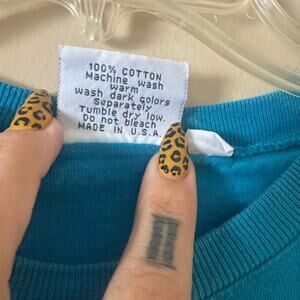 100% COTTON
Machine wash
warm
wash dark colors
Separately
Tumble dry low.
Do not bleach
MADE IN U.S.A.